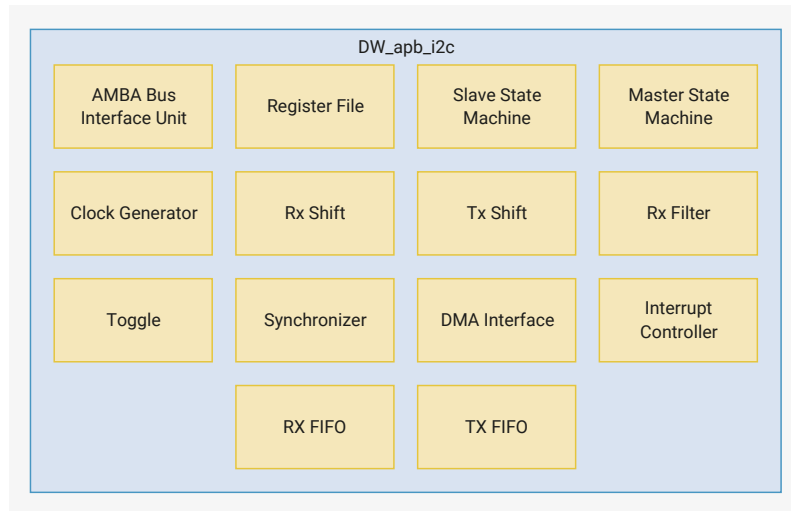 DW_apb_i2c
AMBA Bus
Interface Unit
Register File
Slave State
Machine
Master State
Machine
Clock Generator
Rx Shift
Tx Shift
Rx Filter
Toggle
Synchronizer
DMA Interface
Interrupt
Controller
RX FIFO
TX FIFO